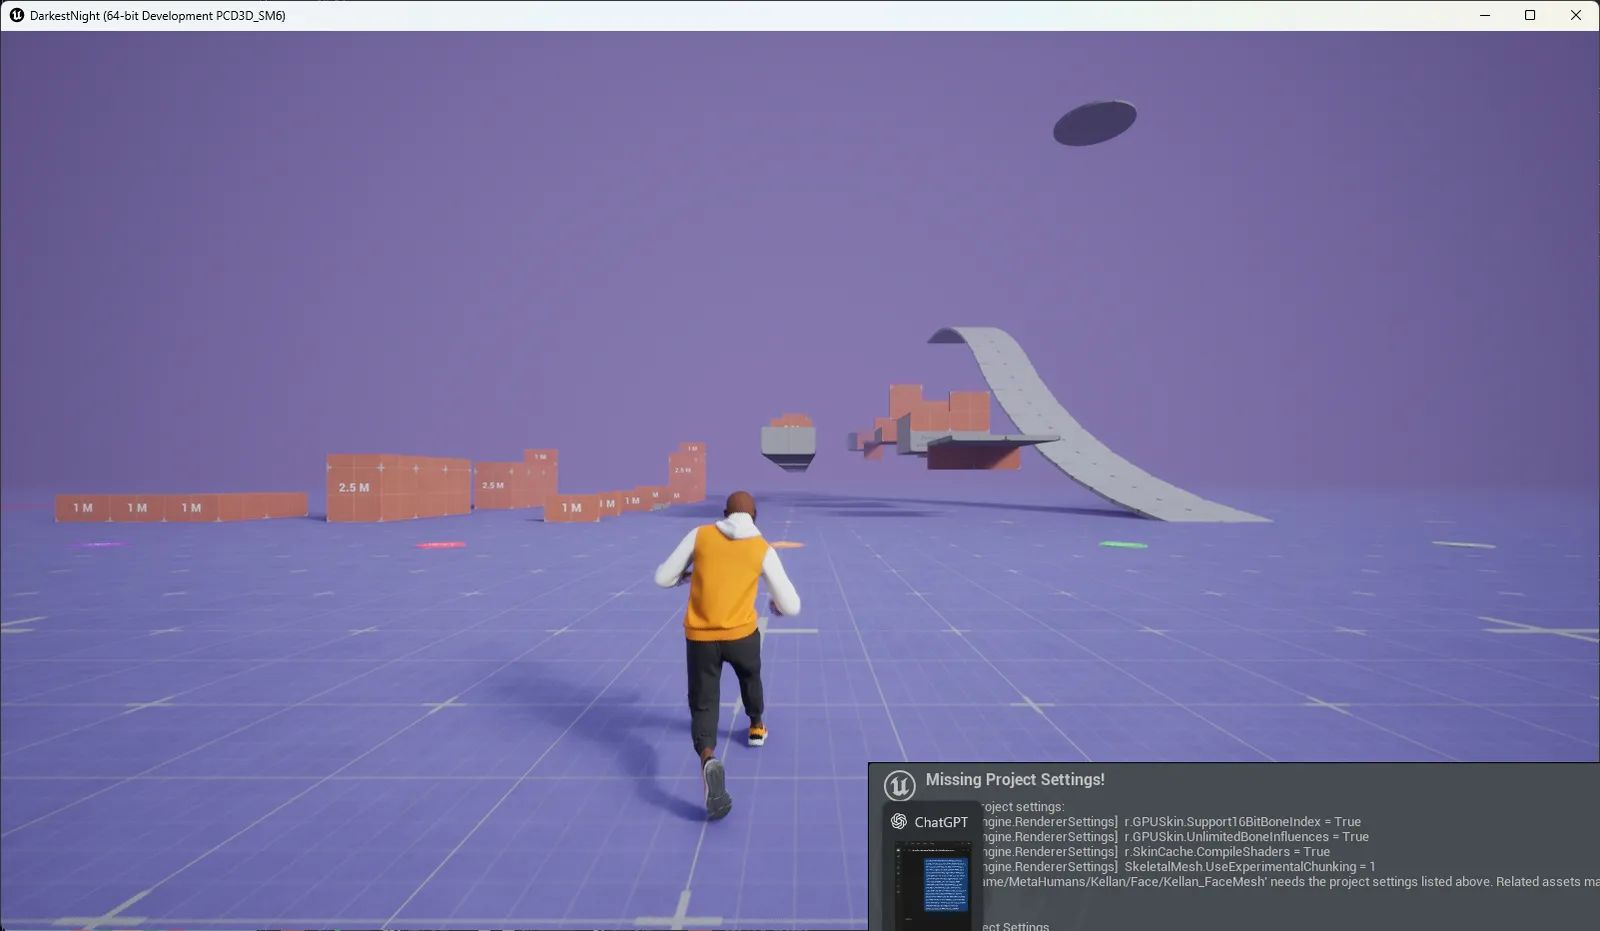 DarkestNight (64-bit Development PCD3D_SM6)
1 M
2.5 M
1 M
2.5 M
2.5 M
1 M
1 M
1 M
1 M
M
1 M
M
M
M
Missing Project Settings!
roject settings:
ChatGPT
ngine.RendererSettings] r.GPUSkin.Support16BitBoneIndex = True
ngine.RendererSettings] r.GPUSkin.UnlimitedBoneInfluences = True
ngine.RendererSettings] r.SkinCache.CompileShaders = True
ngine.RendererSettings] SkeletalMesh.UseExperimentalChunking = 1
ame/MetaHumans/Kellan/Face/Kellan_FaceMesh' needs the project settings listed above. Related assets ma
ect Settings